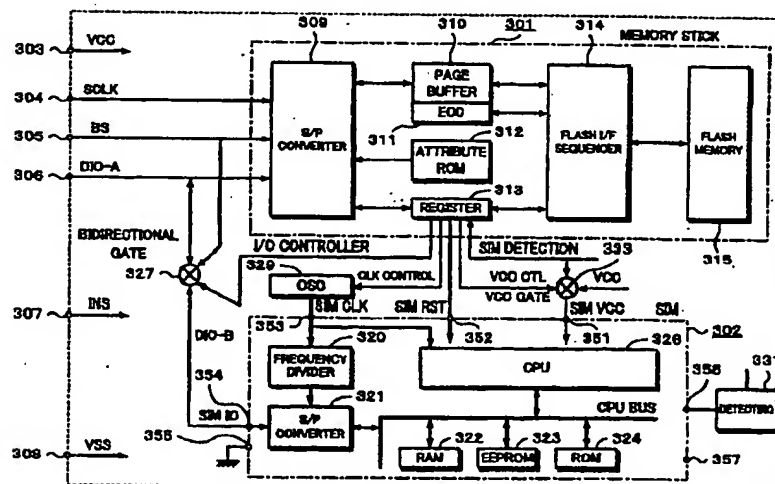 309
310
301
314
MEMORY STICK
303
VCC
304
SCLK
305
BS
306
DIO-A
S/P
CONVERTER
PAGE
BUFFER
EOD
311
312
ATTRIBUTE
ROM
313
REGISTER
FLASH I/F
SEQUENCER
FLASH
MEMORY
315
BIDIRECTIONAL
GATE
327
I/O CONTROLLER
329
OSC
CLK CONTROL
SIM DETECTION
VCC CTL
VCC GATE
333
VCC
307
INS
DIO-B
SIM CLK
353
SIM RST
352
SIM VCC
351
SIM
302
320
FREQUENCY
DIVIDER
326
CPU
354
SIM IO
321
S/P
CONVERTER
CPU BUS
356
331
DETECTING
355
308
VSS
322
RAM
323
EEPROM
324
ROM
357